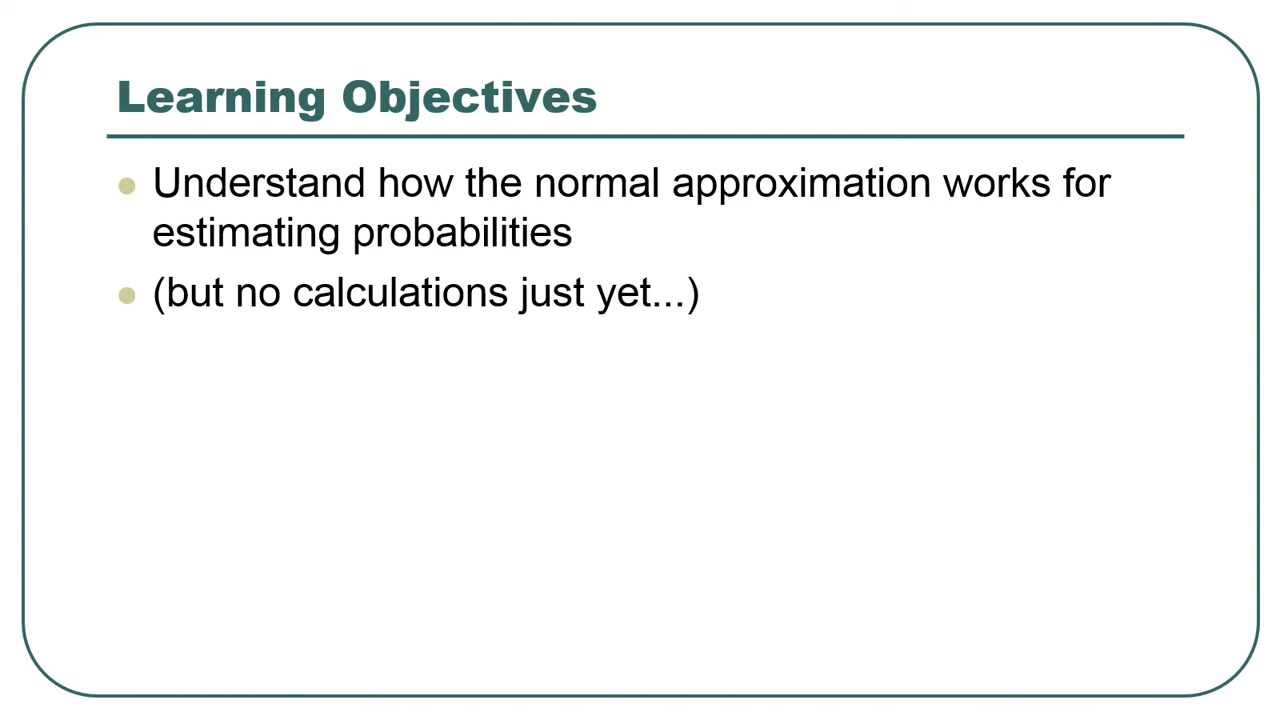 Learning Objectives
Understand how the normal approximation works for
estimating probabilities
(but no calculations just yet...)